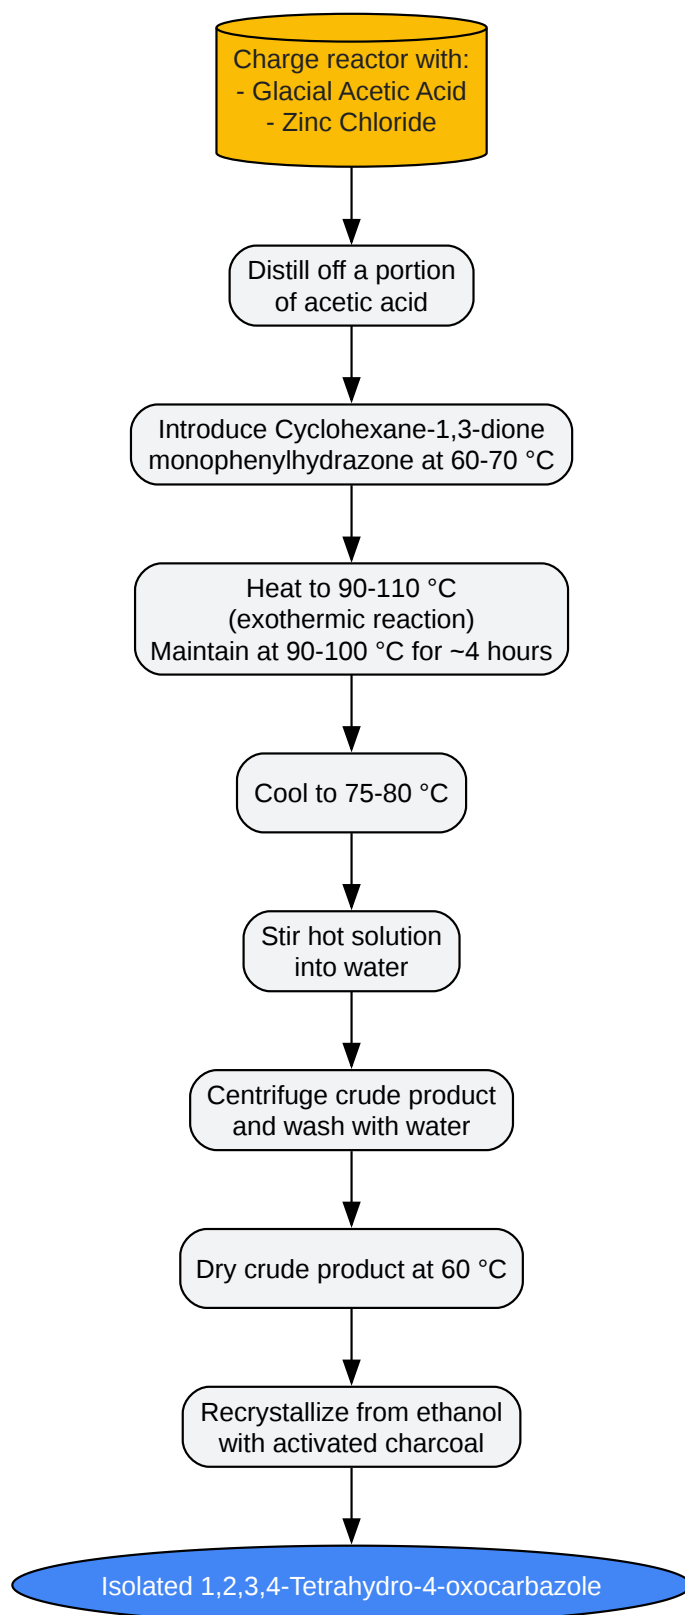 Charge reactor with:
- Glacial Acetic Acid
- Zinc Chloride
Distill off a portion
of acetic acid
Introduce Cyclohexane-1,3-dione
monophenylhydrazone at 60-70 °C
Heat to 90-110 °C
(exothermic reaction)
Maintain at 90-100 °C for ~4 hours
Cool to 75-80 °C
Stir hot solution
into water
Centrifuge crude product
and wash with water
Dry crude product at 60 °C
Recrystallize from ethanol
with activated charcoal
Isolated 1,2,3,4-Tetrahydro-4-oxocarbazole